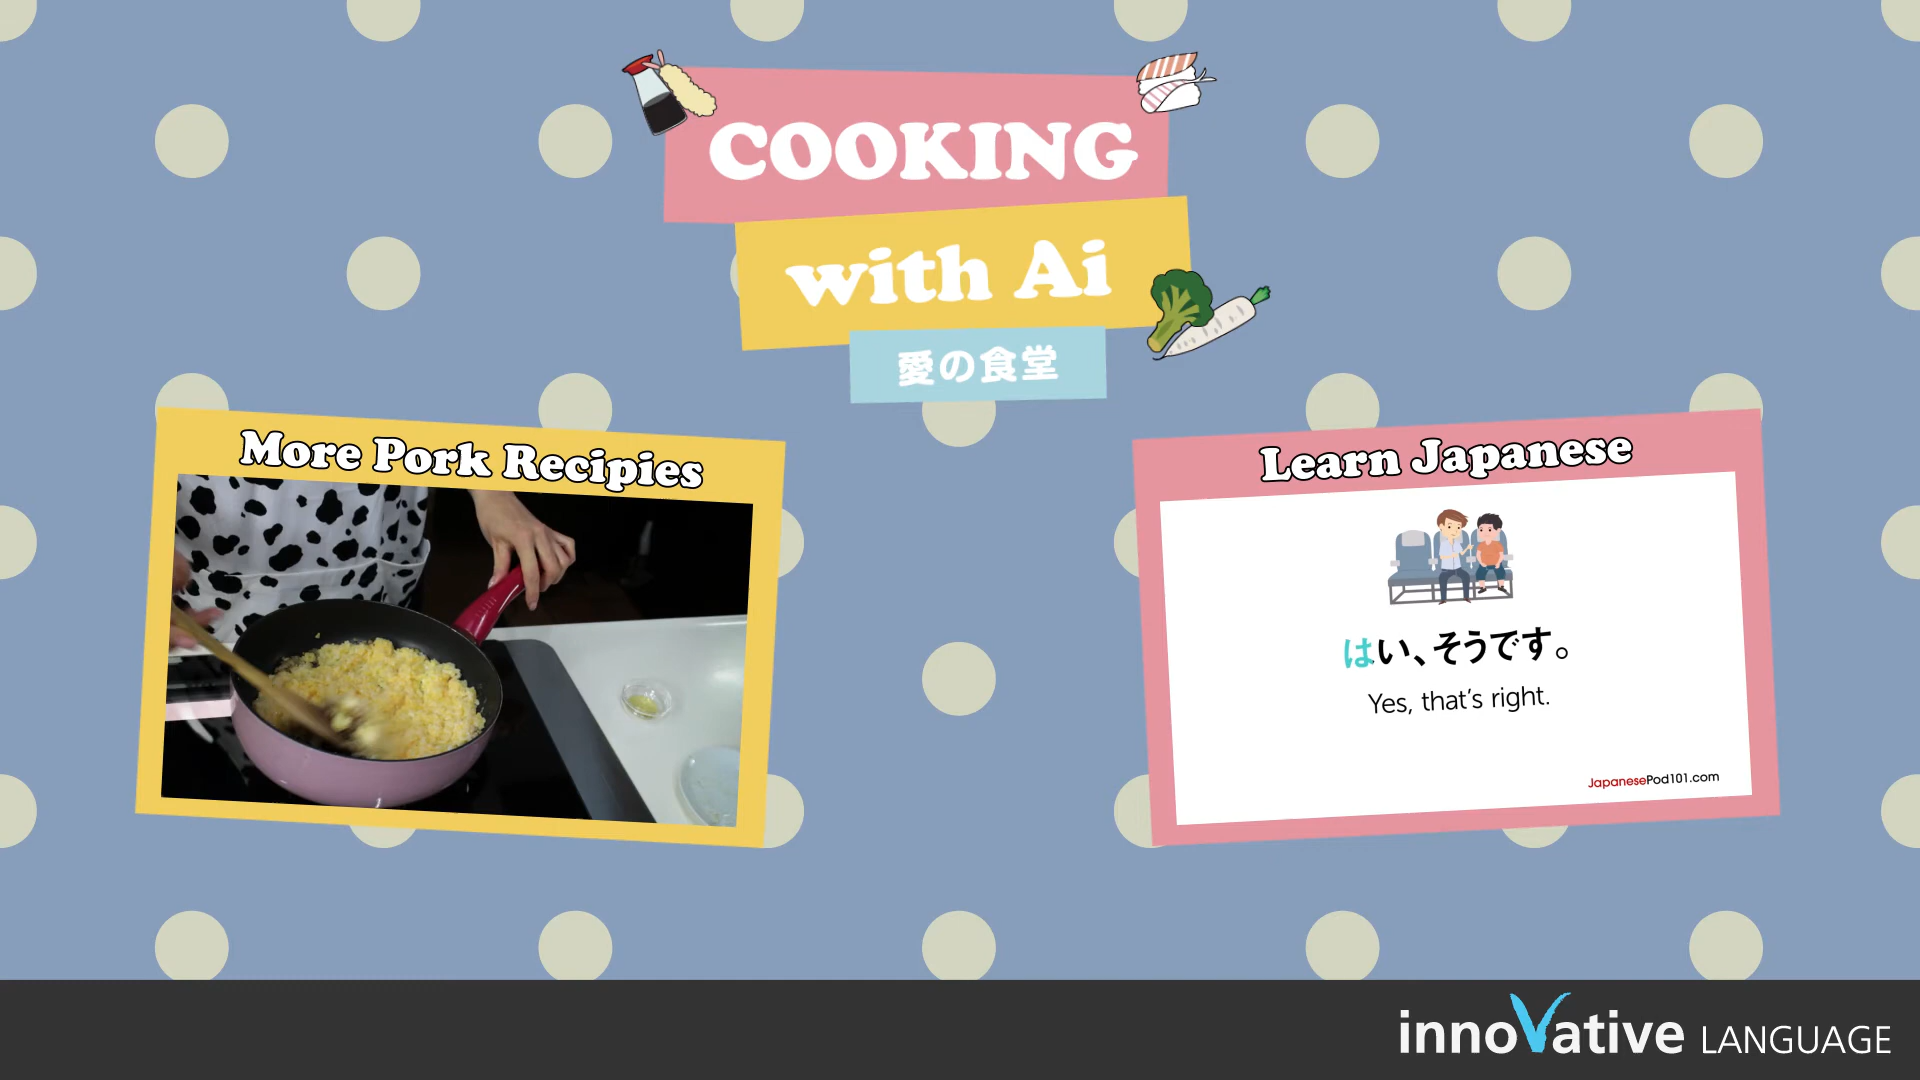 COOKING
with Ai
愛の食堂
More Pork Recipies
Learn Japanese
はい、そうです。
Yes, that's right.
JapanesePod101.com
innoVative LANGUAGE